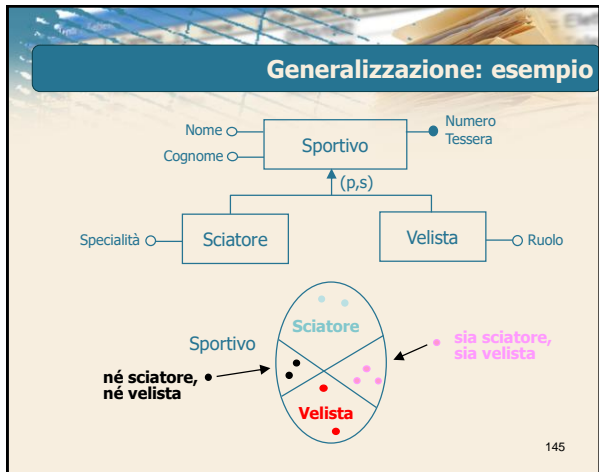 Generalizzazione: esempio
Nome
Cognome
Sportivo
Numero
Tessera
(p,s)
Specialità
Sciatore
Velista
Ruolo
Sciatore
Sportivo
sia sciatore,
sia velista
né sciatore,
né velista
Velista
145